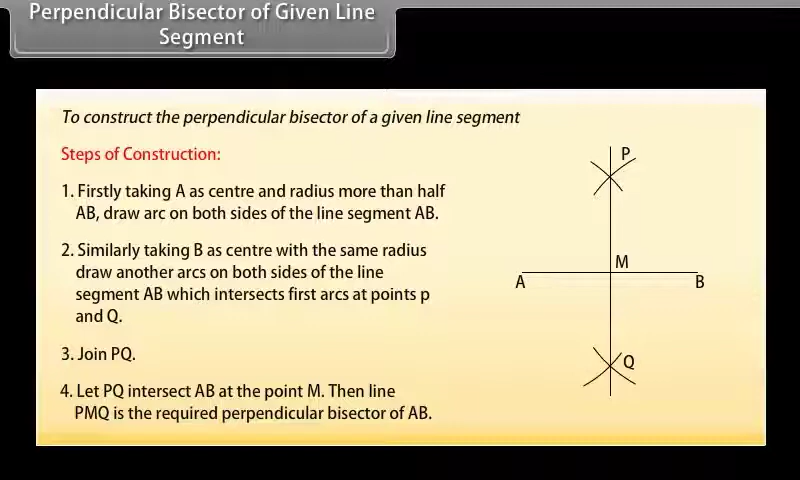 Perpendicular Bisector of Given Line
Segment
To construct the perpendicular bisector of a given line segment
Steps of Construction:
1. Firstly taking A as centre and radius more than half
AB, draw arc on both sides of the line segment AB.
2. Similarly taking B as centre with the same radius
draw another arcs on both sides of the line
segment AB which intersects first arcs at points p
and Q.
3. Join PQ.
4. Let PQ intersect AB at the point M. Then line
PMQ is the required perpendicular bisector of AB.
P
M
A
B
Q